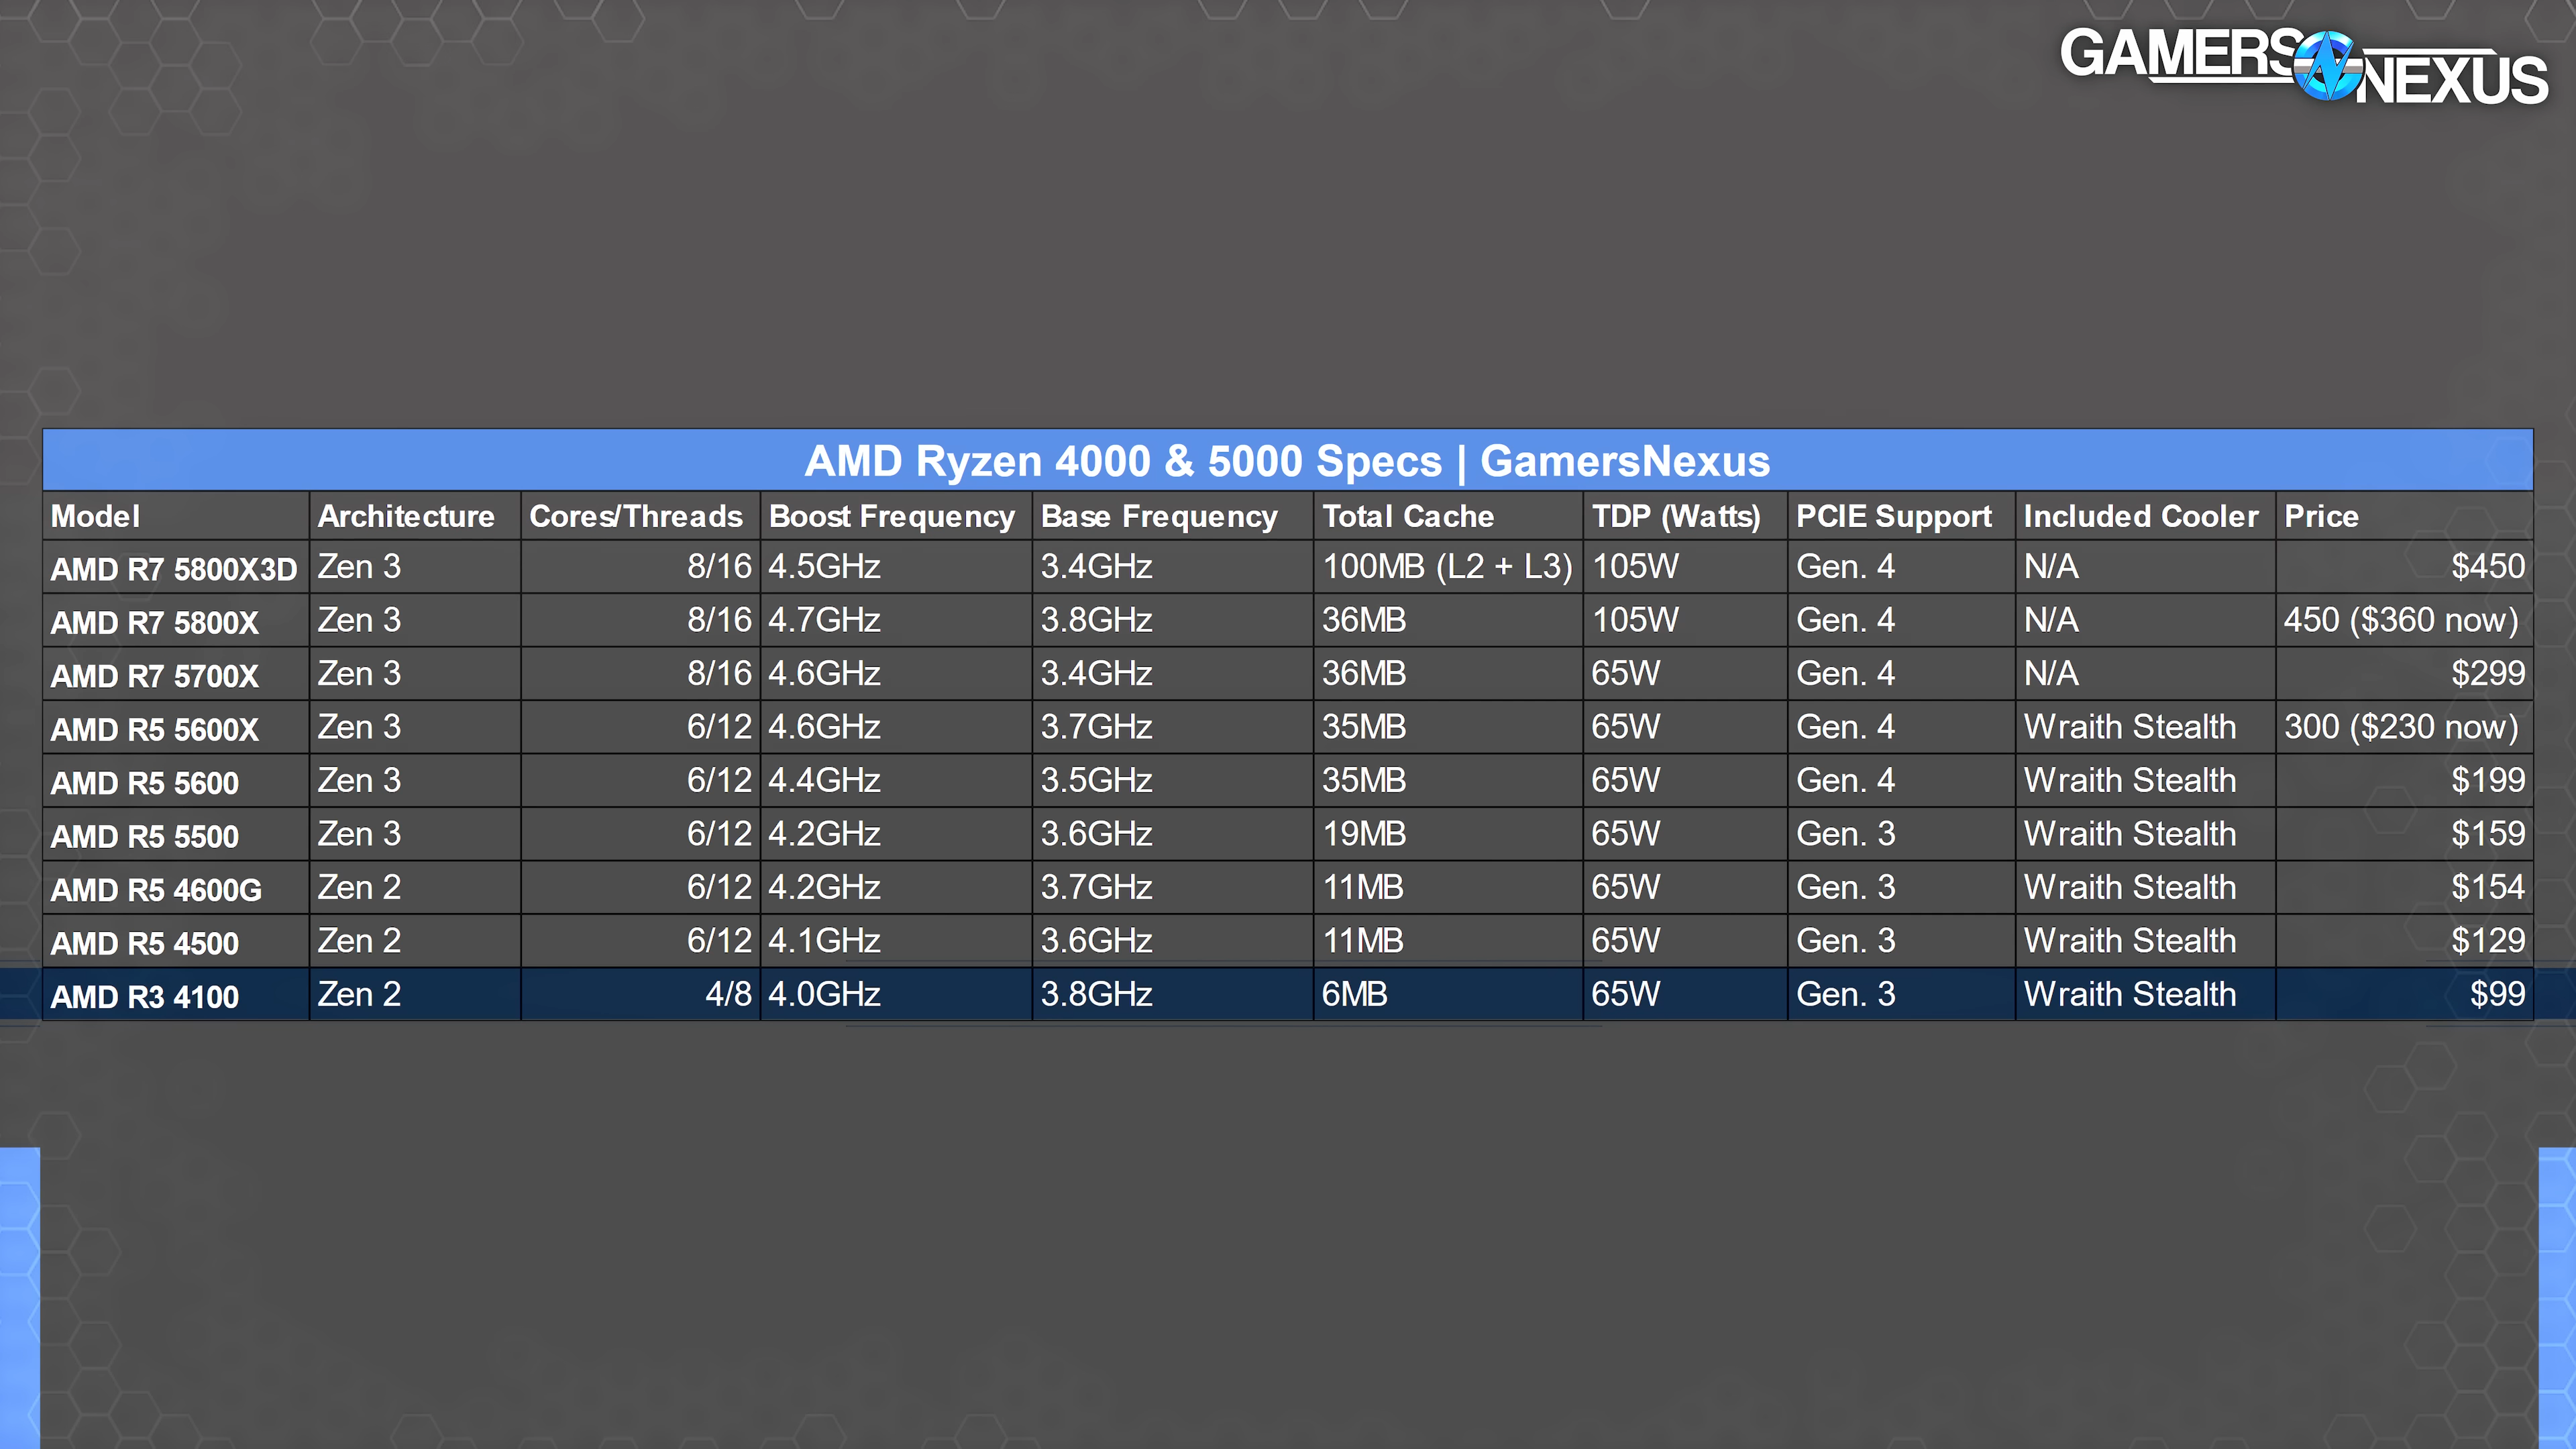 GAMERS NEXUS
AMD Ryzen 4000 & 5000 Specs | GamersNexus
Model Architecture Cores/Threads Boost Frequency Base Frequency Total Cache TDP (Watts) PCIE Support Included Cooler Price
AMD R7 5800X3D Zen 3 8/16 4.5GHz 3.4GHz 100MB (L2 + L3) 105W Gen. 4 N/A $450
AMD R7 5800X Zen 3 8/16 4.7GHz 3.8GHz 36MB 105W Gen. 4 N/A 450 ($360 now)
AMD R7 5700X Zen 3 8/16 4.6GHz 3.4GHz 36MB 65W Gen. 4 N/A $299
AMD R5 5600X Zen 3 6/12 4.6GHz 3.7GHz 35MB 65W Gen. 4 Wraith Stealth 300 ($230 now)
AMD R5 5600 Zen 3 6/12 4.4GHz 3.5GHz 35MB 65W Gen. 4 Wraith Stealth $199
AMD R5 5500 Zen 3 6/12 4.2GHz 3.6GHz 19MB 65W Gen. 3 Wraith Stealth $159
AMD R5 4600G Zen 2 6/12 4.2GHz 3.7GHz 11MB 65W Gen. 3 Wraith Stealth $154
AMD R5 4500 Zen 2 6/12 4.1GHz 3.6GHz 11MB 65W Gen. 3 Wraith Stealth $129
AMD R3 4100 Zen 2 4/8 4.0GHz 3.8GHz 6MB 65W Gen. 3 Wraith Stealth $99